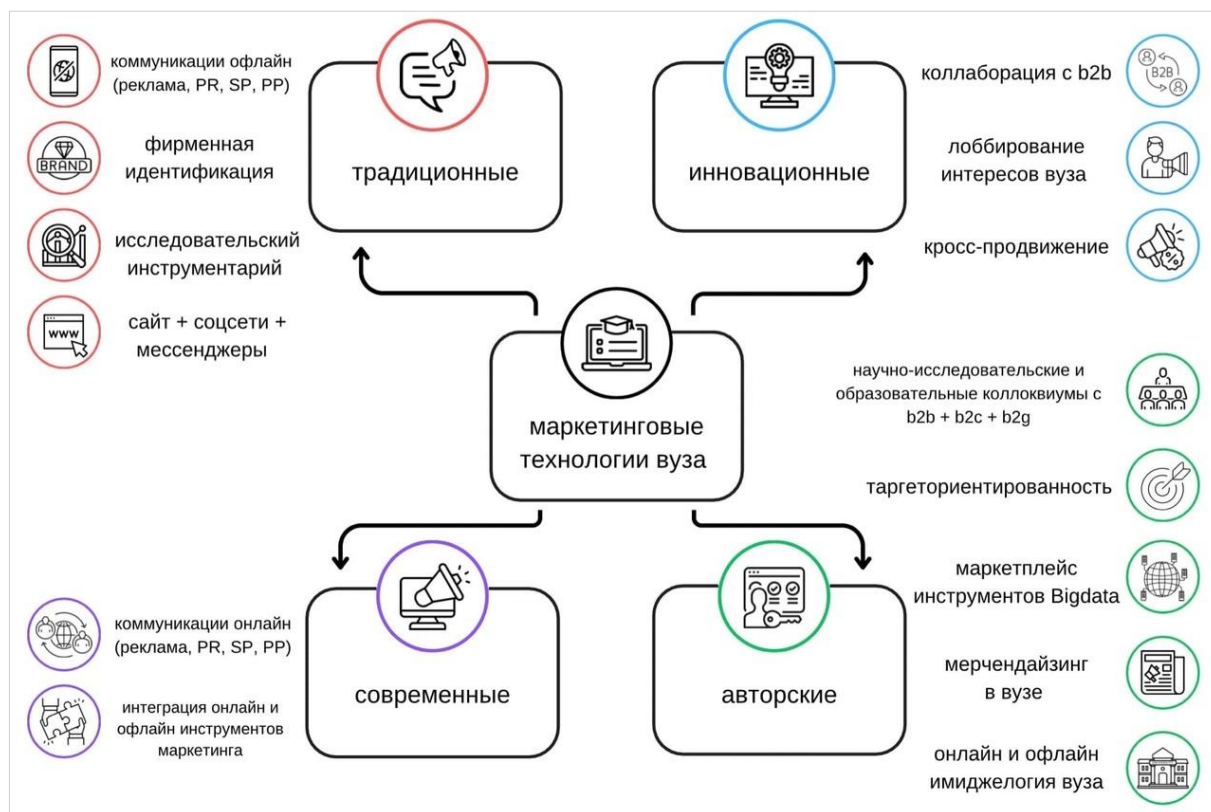 коммуникации офлайн
(реклама, PR, SP, PP)
фирменная
идентификация
BRAND
исследовательский
инструментарий
сайт + соцсети +
мессенджеры
www
традиционные
инновационные
коллаборация с b2b
B2B
лоббирование
интересов вуза
кросс-продвижение
%
маркетинговые
технологии вуза
коммуникации онлайн
(реклама, PR, SP, PP)
интеграция онлайн и
офлайн инструментов
маркетинга
современные
авторские
научно-исследовательские и
образовательные коллоквиумы с
b2b + b2c + b2g
таргеториентированность
маркетплейс
инструментов Bigdata
мерчендайзинг
в вузе
онлайн и офлайн
имиджелогия вуза